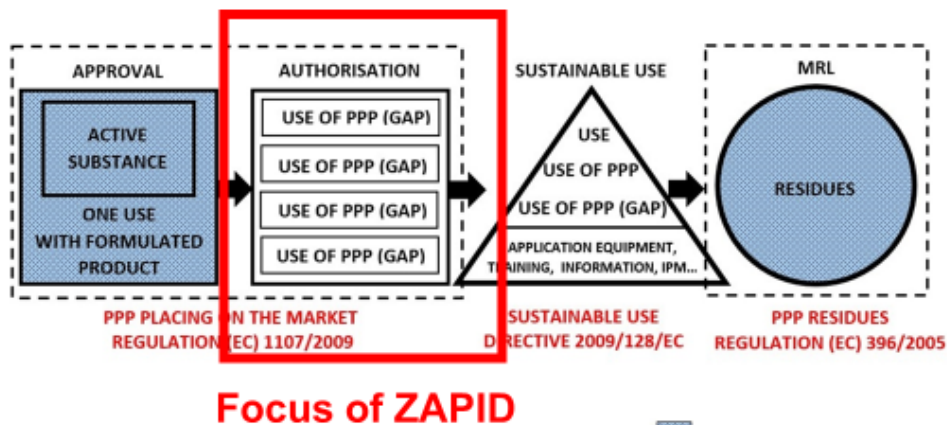 APPROVAL
ACTIVE
SUBSTANCE
ONE USE
WITH FORMULATED
PRODUCT
AUTHORISATION
USE OF PPP (GAP)
USE OF PPP (GAP)
USE OF PPP (GAP)
USE OF PPP (GAP)
PPP PLACING ON THE MARKET
REGULATION (EC) 1107/2009
SUSTAINABLE USE
USE
USE OF PPP
USE OF PPP (GAP)
APPLICATION EQUIPMENT,
TRAINING, INFORMATION, IPM...
SUSTAINABLE USE
DIRECTIVE 2009/128/EC
MRL
RESIDUES
PPP RESIDUES
REGULATION (EC) 396/2005
Focus of ZAPID